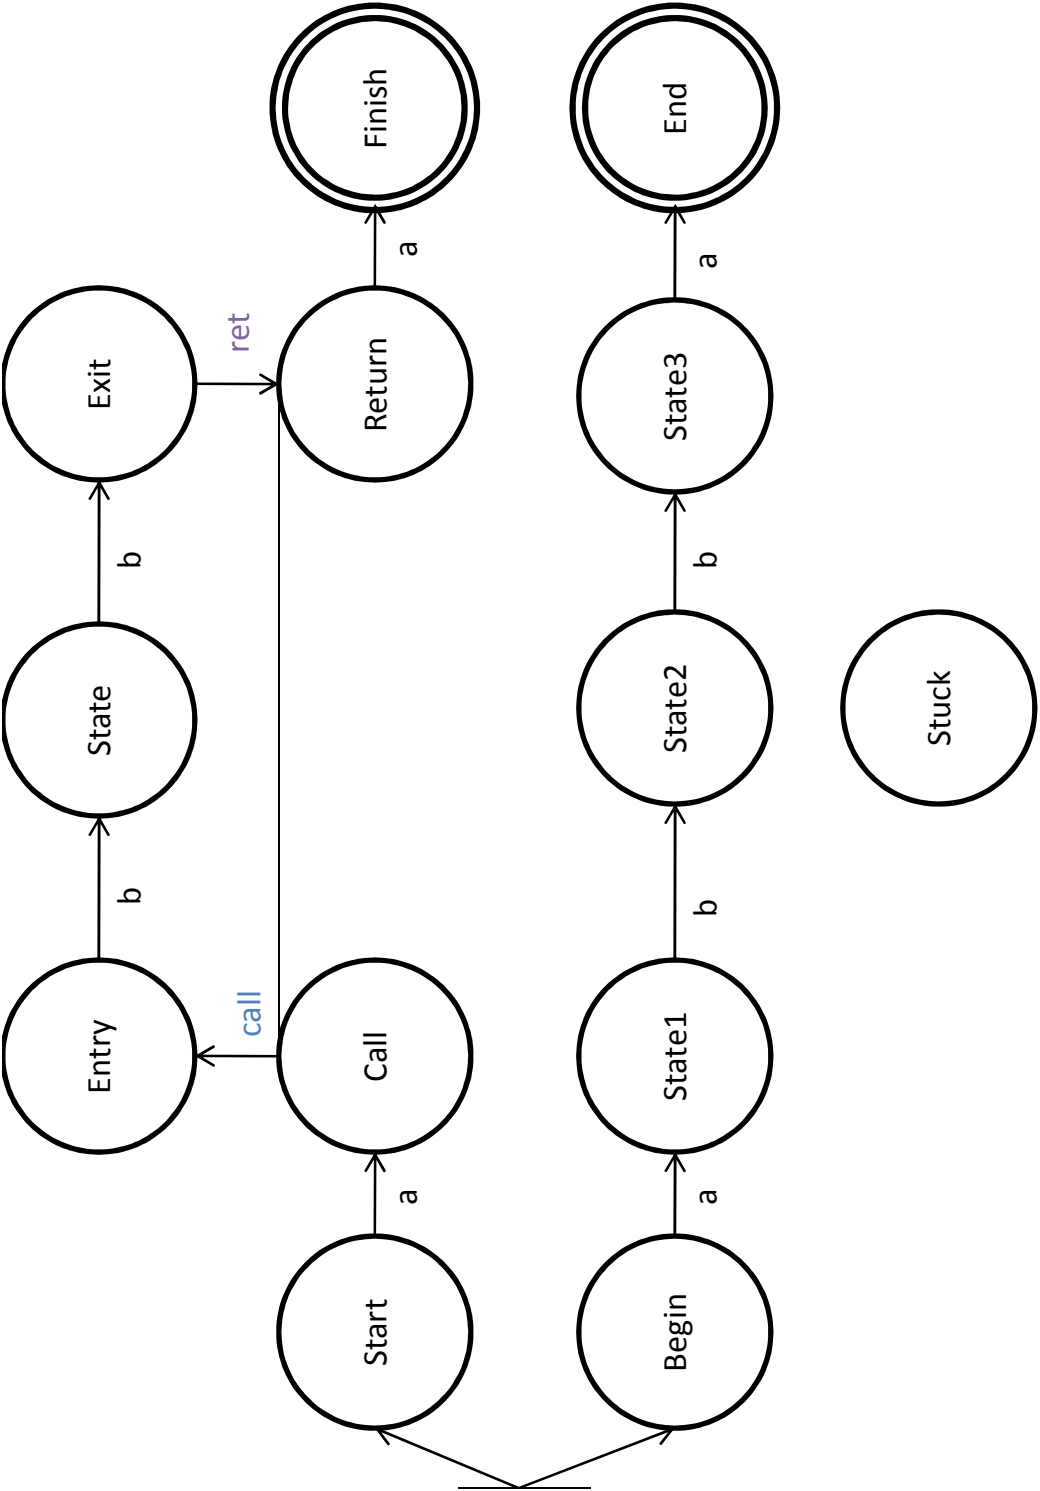 Entry
b
State
b
Exit
call
ret
Start
a
Call
Return
a
Finish
Begin
a
State1
b
State2
b
State3
a
End
Stuck